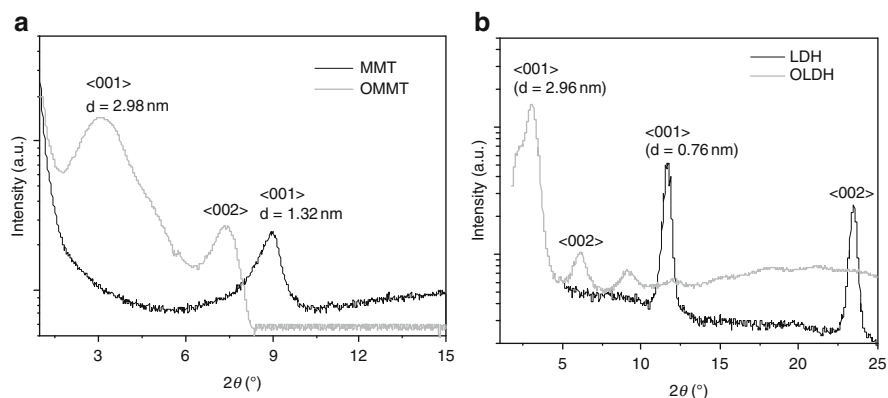 a
<001>
d = 2.98 nm
MMT
OMMT
<002>
<001>
d = 1.32 nm
Intensity (a.u.)
3
6
9
12
15
2θ (°)
b
<001>
(d = 2.96 nm)
LDH
OLDH
<001>
(d = 0.76 nm)
<002>
<002>
Intensity (a.u.)
5
10
15
20
25
2θ (°)